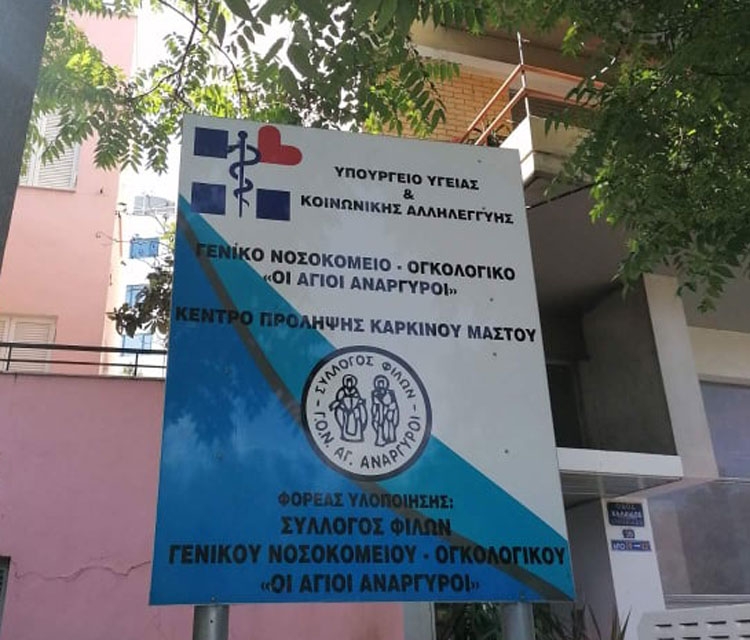 ΥΠΟΥΡΓΕΙΟ ΥΓΕΙΑΣ
&
ΚΟΙΝΩΝΙΚΗΣ ΑΛΛΗΛΕΓΓΥΗΣ
ΓΕΝΙΚΟ ΝΟΣΟΚΟΜΕΙΟ - ΟΓΚΟΛΟΓΙΚΟ
«ΟΙ ΑΓΙΟΙ ΑΝΑΡΓΥΡΟΙ»
ΚΕΝΤΡΟ ΠΡΟΛΗΨΗΣ ΚΑΡΚΙΝΟΥ ΜΑΣΤΟΥ
- ΣΥΛΛΟΓΟΣ ΦΙΛΩΝ -
Γ.Ο.Ν. ΑΓ. ΑΝΑΡΓΥΡΟΙ
ΦΟΡΕΑΣ ΥΛΟΠΟΙΗΣΗΣ:
ΣΥΛΛΟΓΟΣ ΦΙΛΩΝ
ΓΕΝΙΚΟΥ ΝΟΣΟΚΟΜΕΙΟΥ - ΟΓΚΟΛΟΓΙΚΟΥ
«ΟΙ ΑΓΙΟΙ ΑΝΑΡΓΥΡΟΙ»